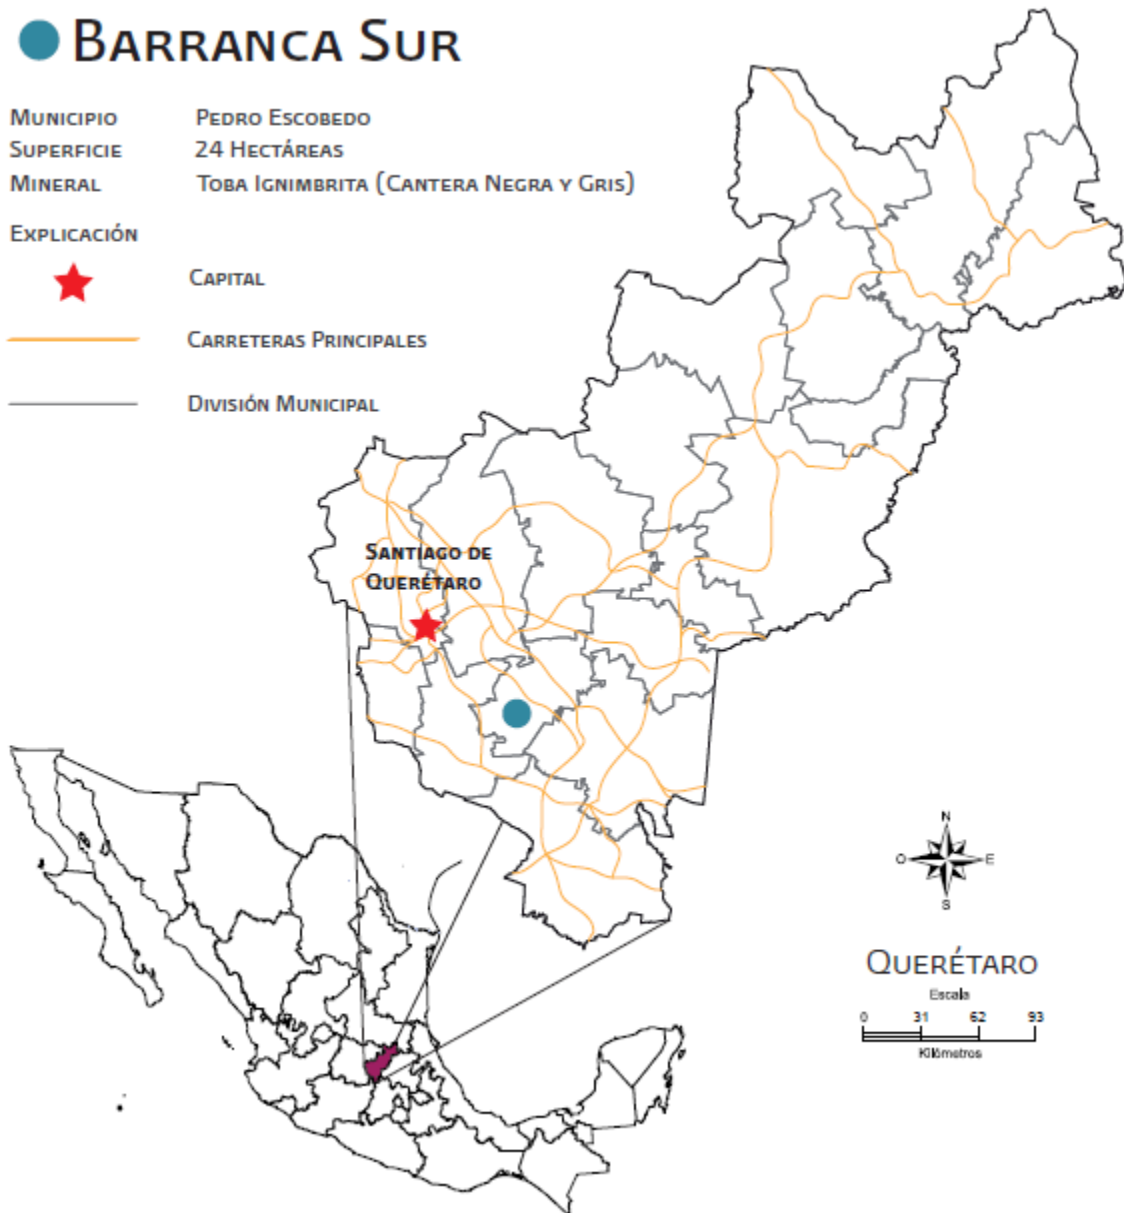 Barranca Sur
Municipio Pedro Escobedo
Superficie 24 Hectáreas
Mineral Toba Ignimbrita (Cantera Negra y Gris)
Explicación
Capital
Carreteras Principales
División Municipal
Santiago de
Querétaro
N
O E
S
Querétaro
Escala
0 31 62 93
Kilómetros